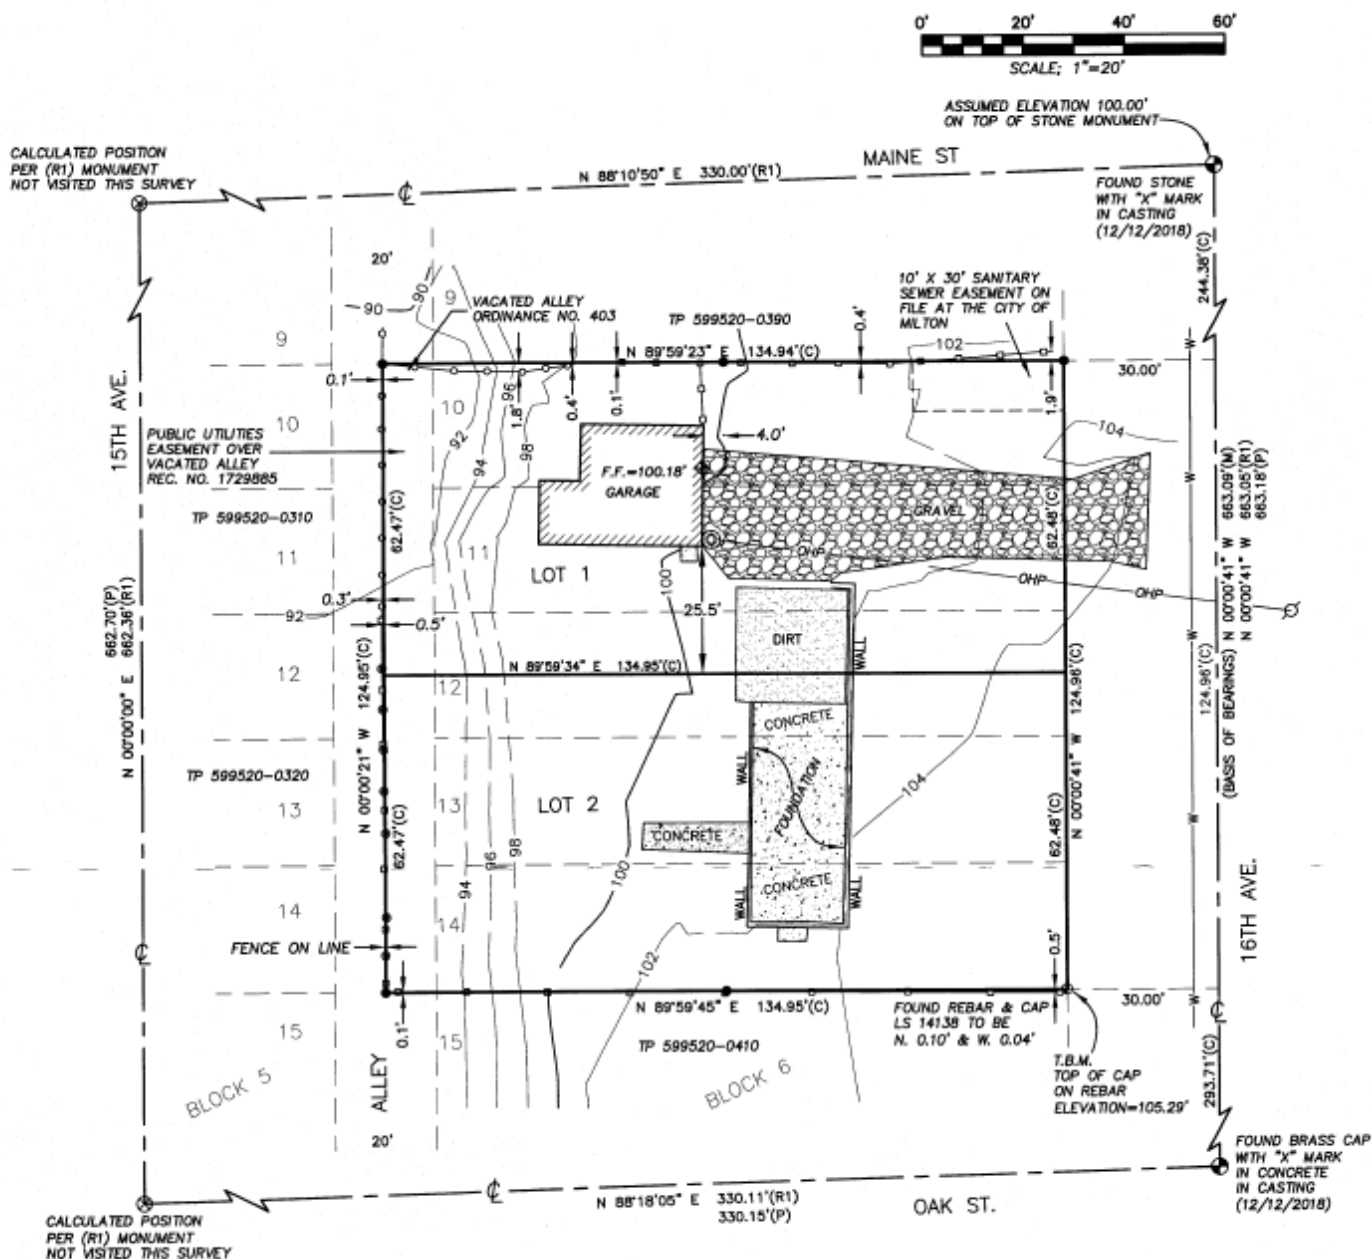 0' 20' 40' 60'
SCALE; 1"=20'
ASSUMED ELEVATION 100.00'
ON TOP OF STONE MONUMENT
CALCULATED POSITION
PER (R1) MONUMENT
NOT VISITED THIS SURVEY
N 88°10'50" E 330.00'(R1)
MAINE ST
FOUND STONE
WITH "X" MARK
IN CASTING
(12/12/2018)
244.38'(C)
20'
90
90
9
9
VACATED ALLEY
ORDINANCE NO. 403
TP 599520-0390
0.4'
10' X 30' SANITARY
SEWER EASEMENT ON
FILE AT THE CITY OF
MILTON
102
N 89°59'23" E 134.94'(C)
30.00'
W
0.1'
1.8'
0.4'
0.1'
1.9'
96
10
10
92
94
98
104
15TH AVE.
PUBLIC UTILITIES
EASEMENT OVER
VACATED ALLEY
REC. NO. 1729885
4.0'
F.F.=100.18'
GARAGE
GRAVEL
W
TP 599520-0310
62.47'(C)
62.48'(C)
663.09'(M)
663.05'(R1)
663.18'(P)
11
11
OHP
OHP
OHP
LOT 1
100
25.5'
0.3'
92
0.5'
662.70'(P)
662.36'(R1)
N 00°00'00" E
DIRT
WALL
W
N 89°59'34" E 134.95'(C)
12
12
N 00°00'21" W 124.95'(C)
N 00°00'41" W 124.96'(C)
124.96'(C)
(BASIS OF BEARINGS) N 00°00'41" W
N 00°00'41" W
CONCRETE
WALL
TP 599520-0320
13
13
LOT 2
FOUNDATION
104
W
62.47'(C)
62.48'(C)
CONCRETE
96
98
100
94
CONCRETE
WALL
WALL
14
14
FENCE ON LINE
102
0.5'
16TH AVE.
N 89°59'45" E 134.95'(C)
FOUND REBAR & CAP
LS 14138 TO BE
N. 0.10' & W. 0.04'
30.00'
W
0.1'
15
15
TP 599520-0410
BLOCK 5
BLOCK 6
ALLEY
T.B.M.
TOP OF CAP
ON REBAR
ELEVATION=105.29'
293.71'(C)
20'
FOUND BRASS CAP
WITH "X" MARK
IN CONCRETE
IN CASTING
(12/12/2018)
N 88°18'05" E 330.11'(R1)
330.15'(P)
OAK ST.
CALCULATED POSITION
PER (R1) MONUMENT
NOT VISITED THIS SURVEY